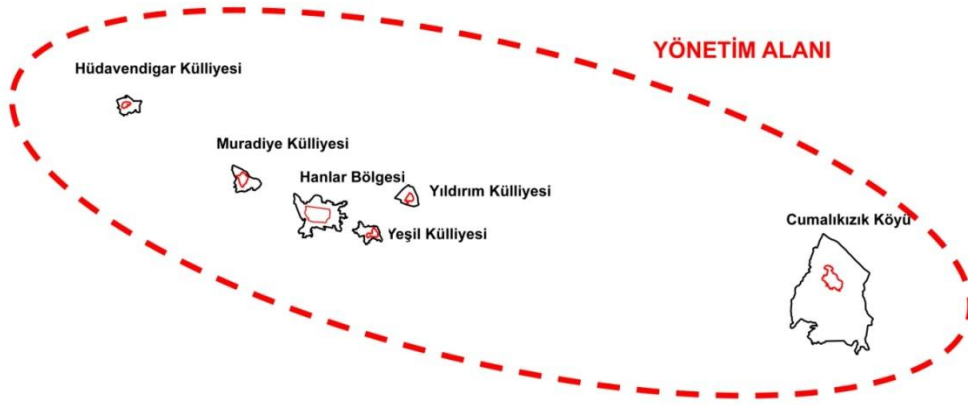 YÖNETİM ALANI
Hüdavendigar Külliyesi
Muradiye Külliyesi
Hanlar Bölgesi
Yıldırım Külliyesi
Yeşil Külliyesi
Cumalıkızık Köyü